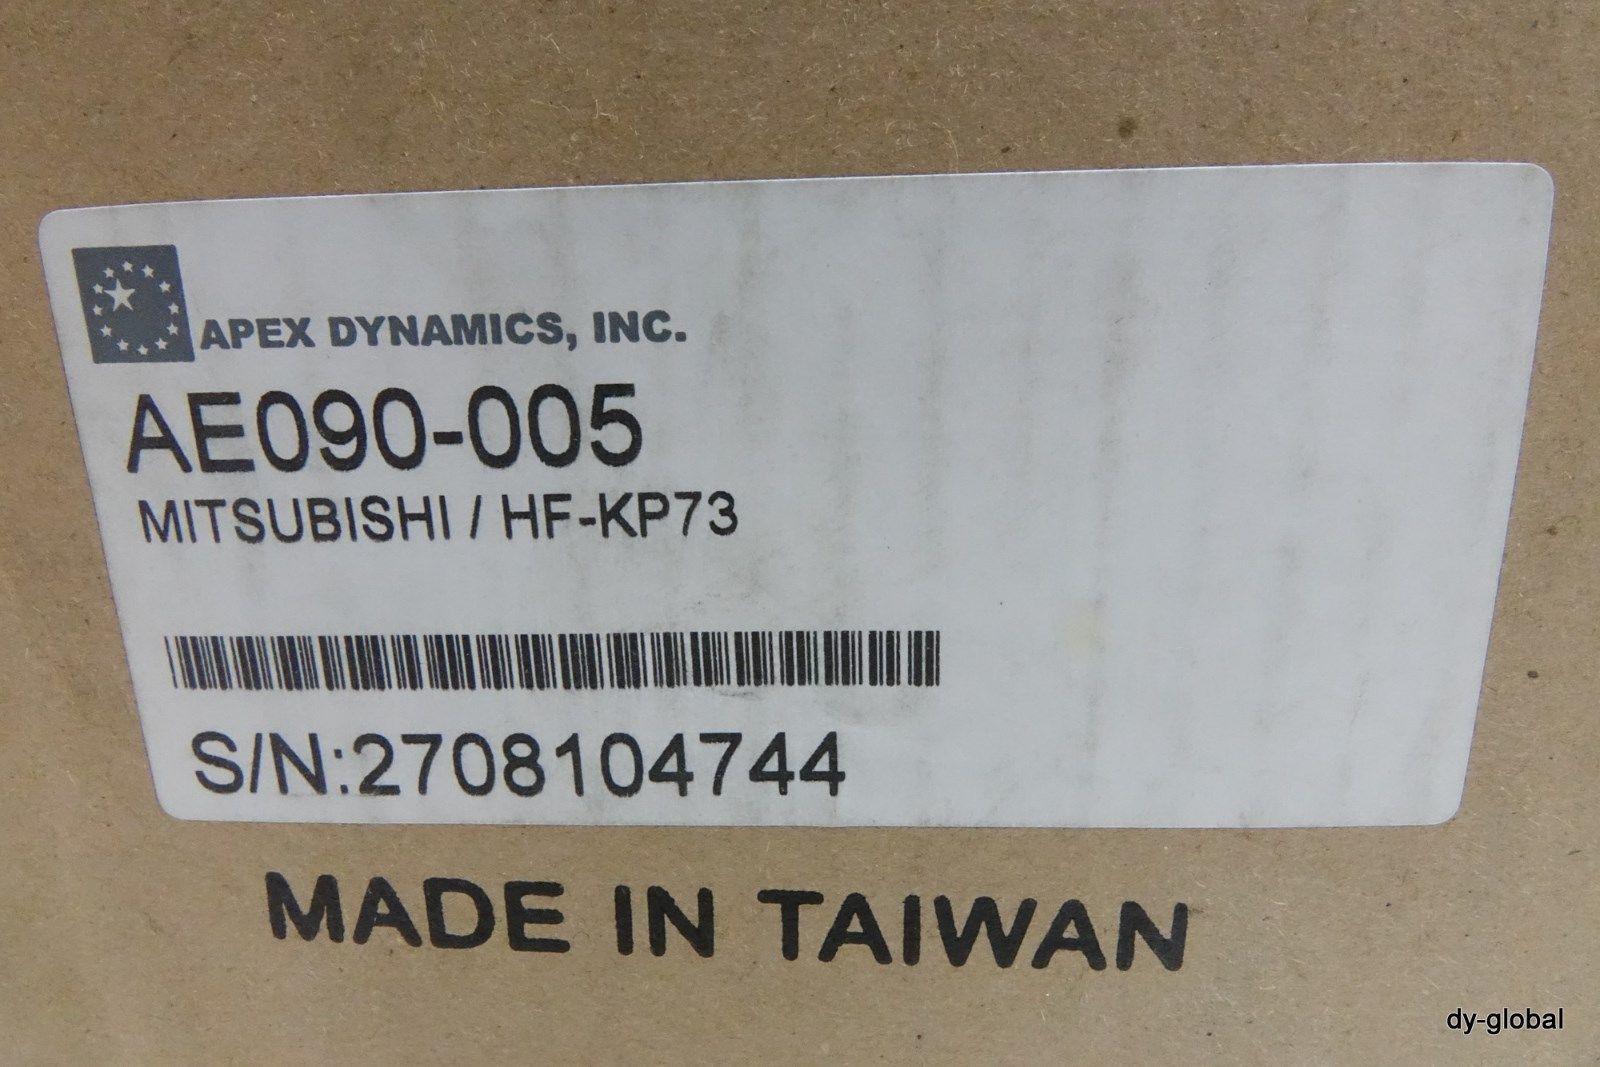 APEX DYNAMICS, INC.
AE090-005
MITSUBISHI / HF-KP73
S/N:2708104744
MADE IN TAIWAN
dy-global